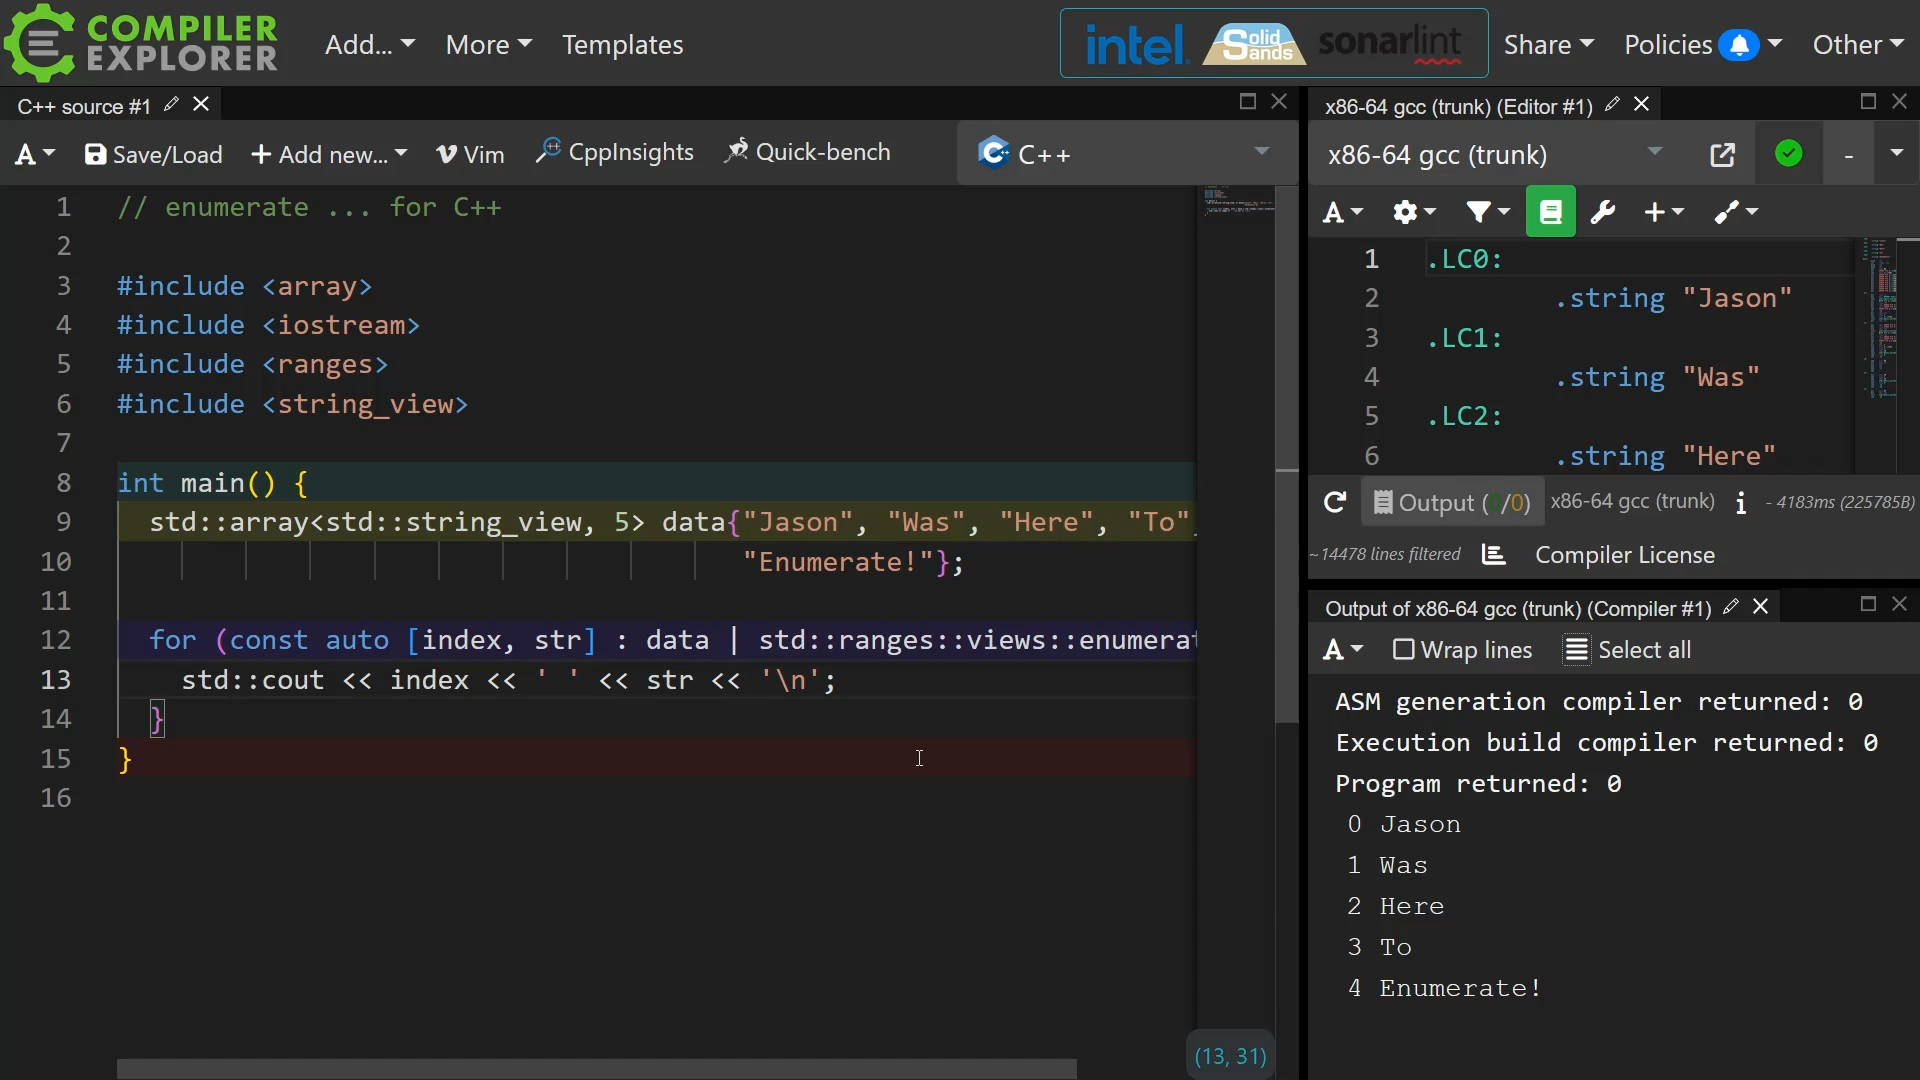 COMPILER
EXPLORER
Add...
More
Templates
intel.
Solid
Sands
sonarlint
Share
Policies
Other
C++ source #1
A
Save/Load
+ Add new...
Vim
CppInsights
Quick-bench
C++
1 // enumerate ... for C++
2
3 #include <array>
4 #include <iostream>
5 #include <ranges>
6 #include <string_view>
7
8 int main() {
9 std::array<std::string_view, 5> data{"Jason", "Was", "Here", "To",
10 "Enumerate!"};
11
12 for (const auto [index, str] : data | std::ranges::views::enumerat
13 std::cout << index << ' ' << str << '\n';
14 }
15 }
16
(13, 31)
x86-64 gcc (trunk) (Editor #1)
x86-64 gcc (trunk)
-
A
1 .LC0:
2 .string "Jason"
3 .LC1:
4 .string "Was"
5 .LC2:
6 .string "Here"
Output (0/0) x86-64 gcc (trunk) i - 4183ms (225785B)
~14478 lines filtered
Compiler License
Output of x86-64 gcc (trunk) (Compiler #1)
A
Wrap lines
Select all
ASM generation compiler returned: 0
Execution build compiler returned: 0
Program returned: 0
0 Jason
1 Was
2 Here
3 To
4 Enumerate!